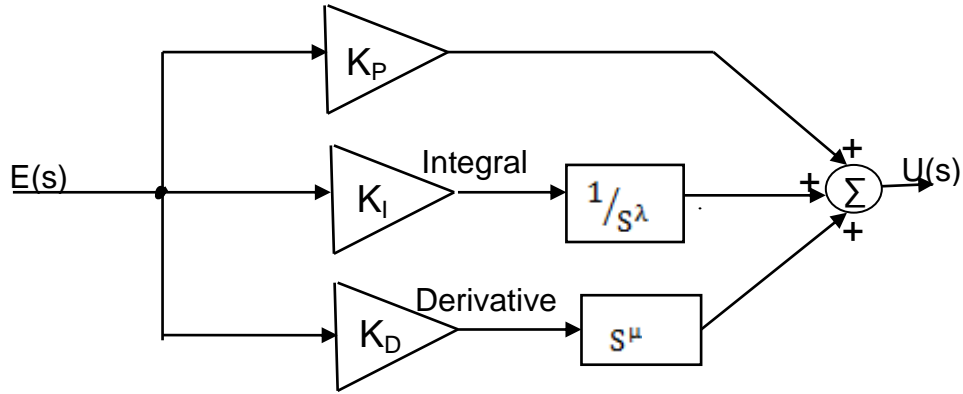 K_P
+
E(s)
K_I
Integral
1/S^λ
+
Σ
U(s)
+
K_D
Derivative
S^μ